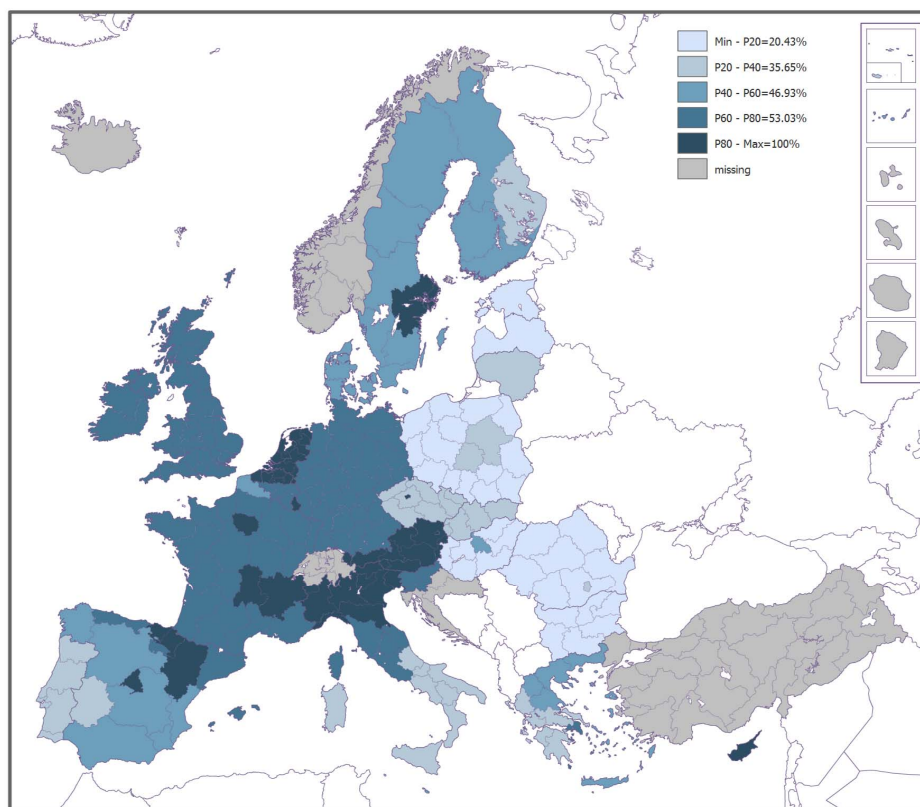 Min - P20=20.43%
P20 - P40=35.65%
P40 - P60=46.93%
P60 - P80=53.03%
P80 - Max=100%
missing